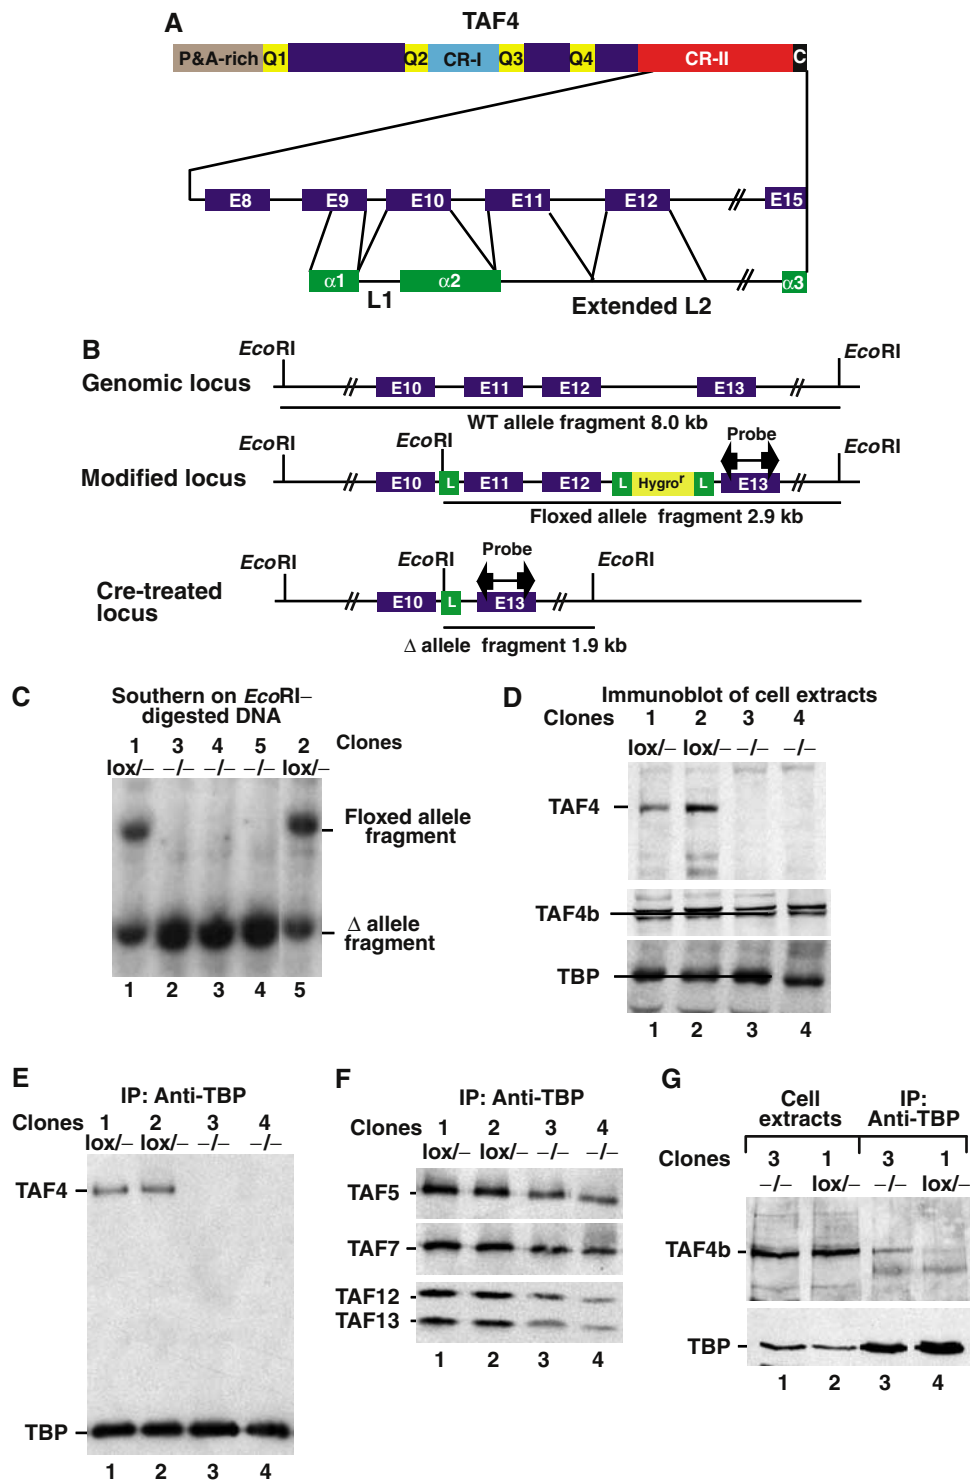 A TAF4
P&A-rich Q1 Q2 CR-I Q3 Q4 CR-II C
E8 E9 E10 E11 E12 E15
α1 α2 α3
L1 Extended L2
B
EcoRI EcoRI
Genomic locus E10 E11 E12 E13
WT allele fragment 8.0 kb
EcoRI EcoRI Probe EcoRI
Modified locus E10 L E11 E12 L Hygroʳ L E13
Floxed allele fragment 2.9 kb
EcoRI EcoRI Probe EcoRI
Cre-treated
locus
E10 L E13
Δ allele fragment 1.9 kb
C Southern on EcoRI–
digested DNA
1 3 4 5 2 Clones
lox/– –/– –/– –/– lox/–
Floxed allele
fragment
Δ allele
fragment
1 2 3 4 5
D Immunoblot of cell extracts
Clones 1 2 3 4
lox/– lox/– –/– –/–
TAF4
TAF4b
TBP
1 2 3 4
E IP: Anti-TBP
Clones 1 2 3 4
lox/– lox/– –/– –/–
TAF4
TBP
1 2 3 4
F IP: Anti-TBP
Clones 1 2 3 4
lox/– lox/– –/– –/–
TAF5
TAF7
TAF12
TAF13
1 2 3 4
G
Cell
extracts
IP:
Anti-TBP
Clones 3 1 3 1
–/– lox/– –/– lox/–
TAF4b
TBP
1 2 3 4